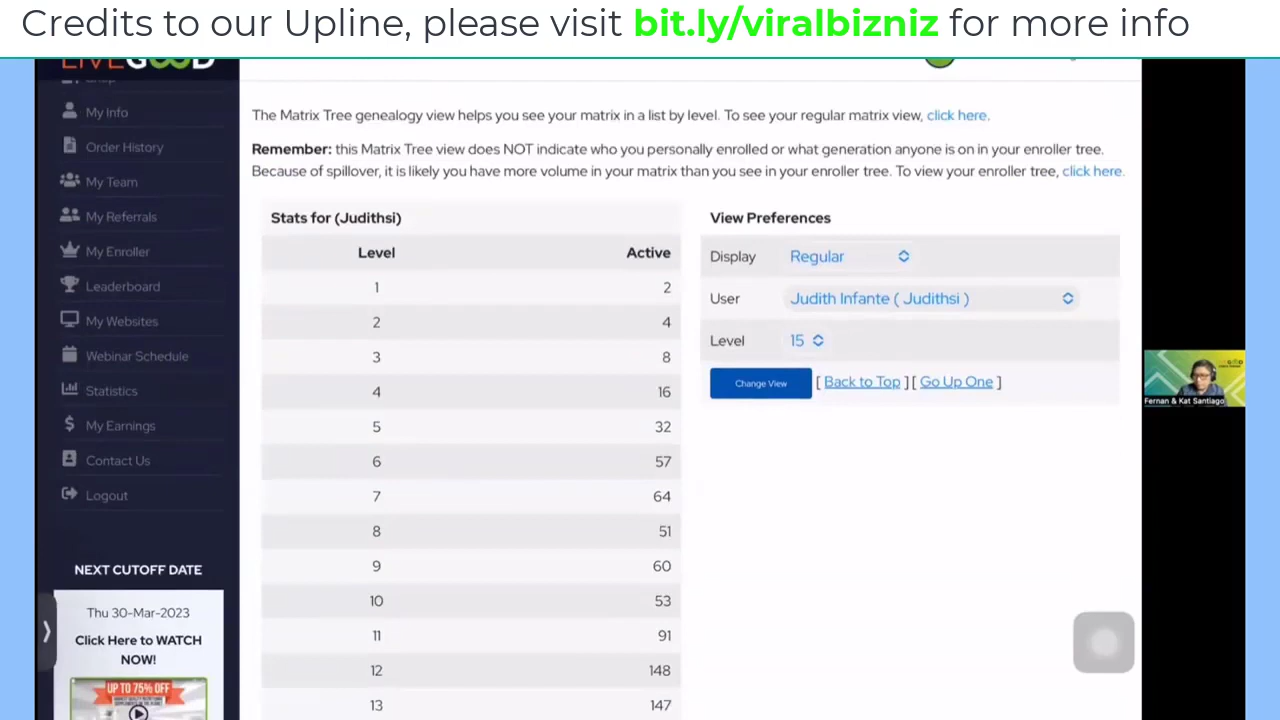 Credits to our Upline, please visit bit.ly/viralbizniz for more info
LIVEGOOD
My Info
Order History
My Team
My Referrals
My Enroller
Leaderboard
My Websites
Webinar Schedule
Statistics
My Earnings
Contact Us
Logout
NEXT CUTOFF DATE
Thu 30-Mar-2023
Click Here to WATCH
NOW!
UP TO 75% OFF
The Matrix Tree genealogy view helps you see your matrix in a list by level. To see your regular matrix view, click here.
Remember: this Matrix Tree view does NOT indicate who you personally enrolled or what generation anyone is on in your enroller tree.
Because of spillover, it is likely you have more volume in your matrix than you see in your enroller tree. To view your enroller tree, click here.
Stats for (Judithsi)
Level Active
1 2
2 4
3 8
4 16
5 32
6 57
7 64
8 51
9 60
10 53
11 91
12 148
13 147
View Preferences
Display Regular
User Judith Infante ( Judithsi )
Level 15
Change View [ Back to Top ] [ Go Up One ]
Fernan & Kat Santiago